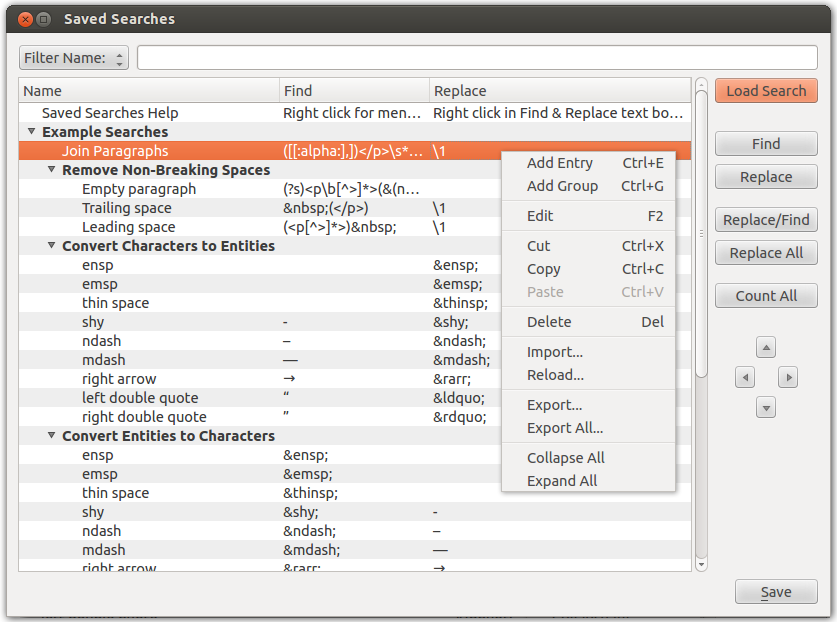 Saved Searches
Filter Name:
Name Find Replace
Load Search
Saved Searches Help Right click for men... Right click in Find & Replace text bo...
Example Searches
Join Paragraphs ([[:alpha:],])</p>\s*... \1
Find
Remove Non-Breaking Spaces
Empty paragraph (?s)<p\b[^>]*>(&(n...
Replace
Trailing space &nbsp;(</p>) \1
Leading space (<p[^>]*>)&nbsp; \1
Replace/Find
Convert Characters to Entities
Replace All
ensp &ensp;
emsp &emsp;
thin space &thinsp;
Count All
shy - &shy;
ndash – &ndash;
mdash — &mdash;
right arrow → &rarr;
left double quote “ &ldquo;
right double quote ” &rdquo;
Convert Entities to Characters
ensp &ensp;
emsp &emsp;
thin space &thinsp;
shy &shy; -
ndash &ndash; –
mdash &mdash; —
right arrow &rarr; →
Add Entry Ctrl+E
Add Group Ctrl+G
Edit F2
Cut Ctrl+X
Copy Ctrl+C
Paste Ctrl+V
Delete Del
Import...
Reload...
Export...
Export All...
Collapse All
Expand All
Save